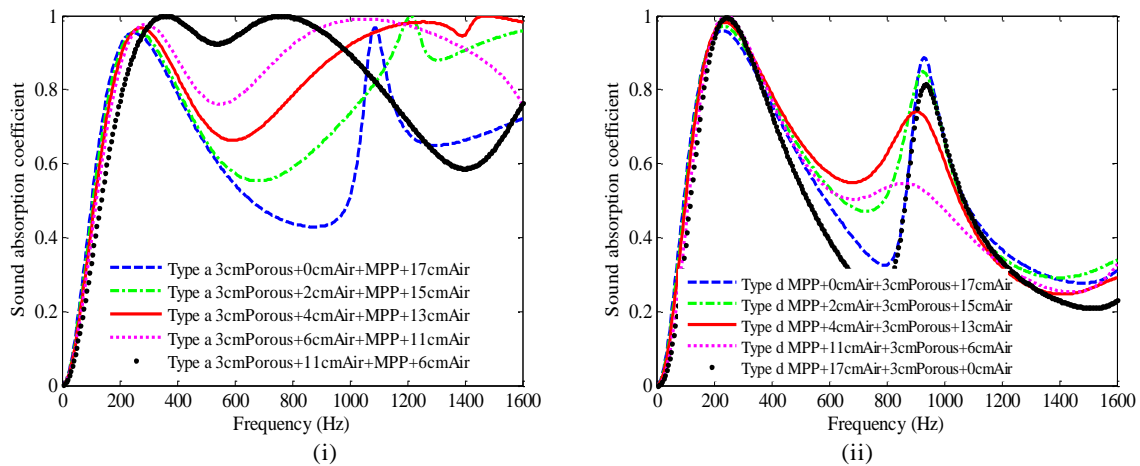 1
0.8
0.6
0.4
0.2
0
Sound absorption coefficient
Type a 3cmPorous+0cmAir+MPP+17cmAir
Type a 3cmPorous+2cmAir+MPP+15cmAir
Type a 3cmPorous+4cmAir+MPP+13cmAir
Type a 3cmPorous+6cmAir+MPP+11cmAir
Type a 3cmPorous+11cmAir+MPP+6cmAir
0 200 400 600 800 1000 1200 1400 1600
Frequency (Hz)
(i)
1
0.8
0.6
0.4
0.2
0
Sound absorption coefficient
Type d MPP+0cmAir+3cmPorous+17cmAir
Type d MPP+2cmAir+3cmPorous+15cmAir
Type d MPP+4cmAir+3cmPorous+13cmAir
Type d MPP+11cmAir+3cmPorous+6cmAir
Type d MPP+17cmAir+3cmPorous+0cmAir
0 200 400 600 800 1000 1200 1400 1600
Frequency (Hz)
(ii)